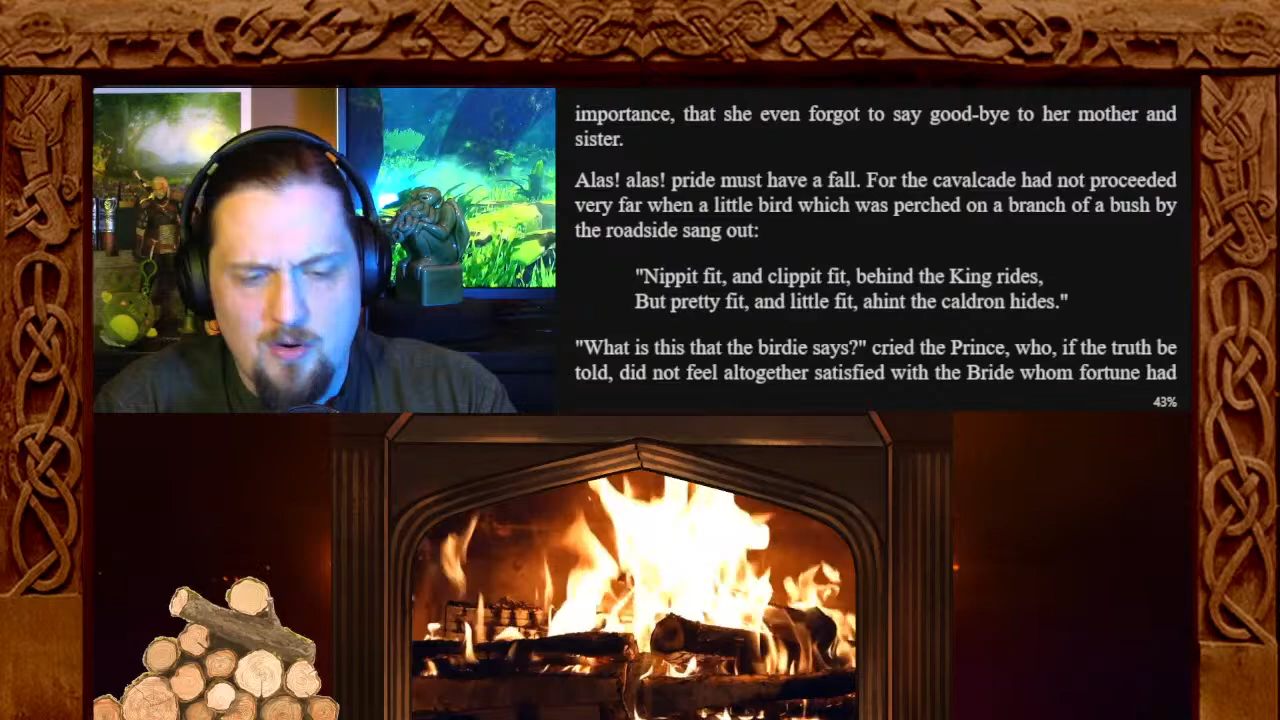 importance, that she even forgot to say good-bye to her mother and
sister.
Alas! alas! pride must have a fall. For the cavalcade had not proceeded
very far when a little bird which was perched on a branch of a bush by
the roadside sang out:
"Nippit fit, and clippit fit, behind the King rides,
But pretty fit, and little fit, ahint the caldron hides."
"What is this that the birdie says?" cried the Prince, who, if the truth be
told, did not feel altogether satisfied with the Bride whom fortune had
43%